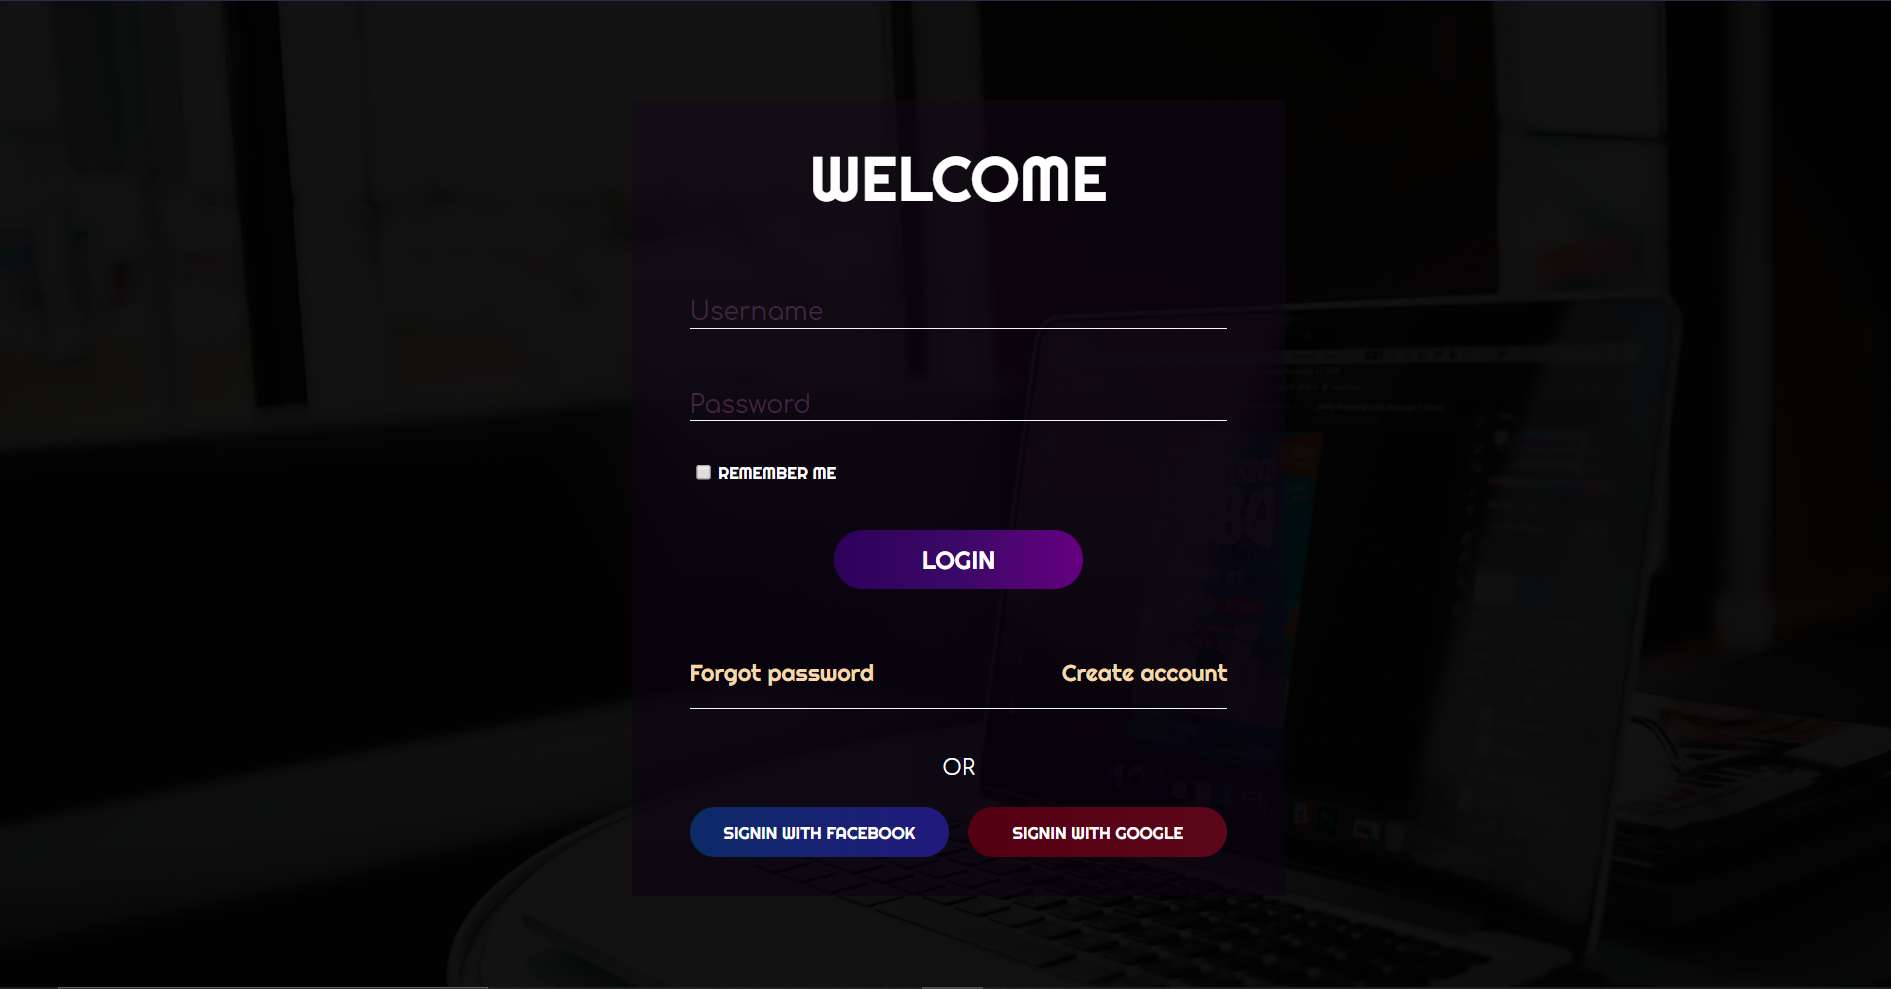 WELCOME
Username
Password
REMEMBER ME
LOGIN
Forgot password
Create account
OR
SIGNIN WITH FACEBOOK
SIGNIN WITH GOOGLE